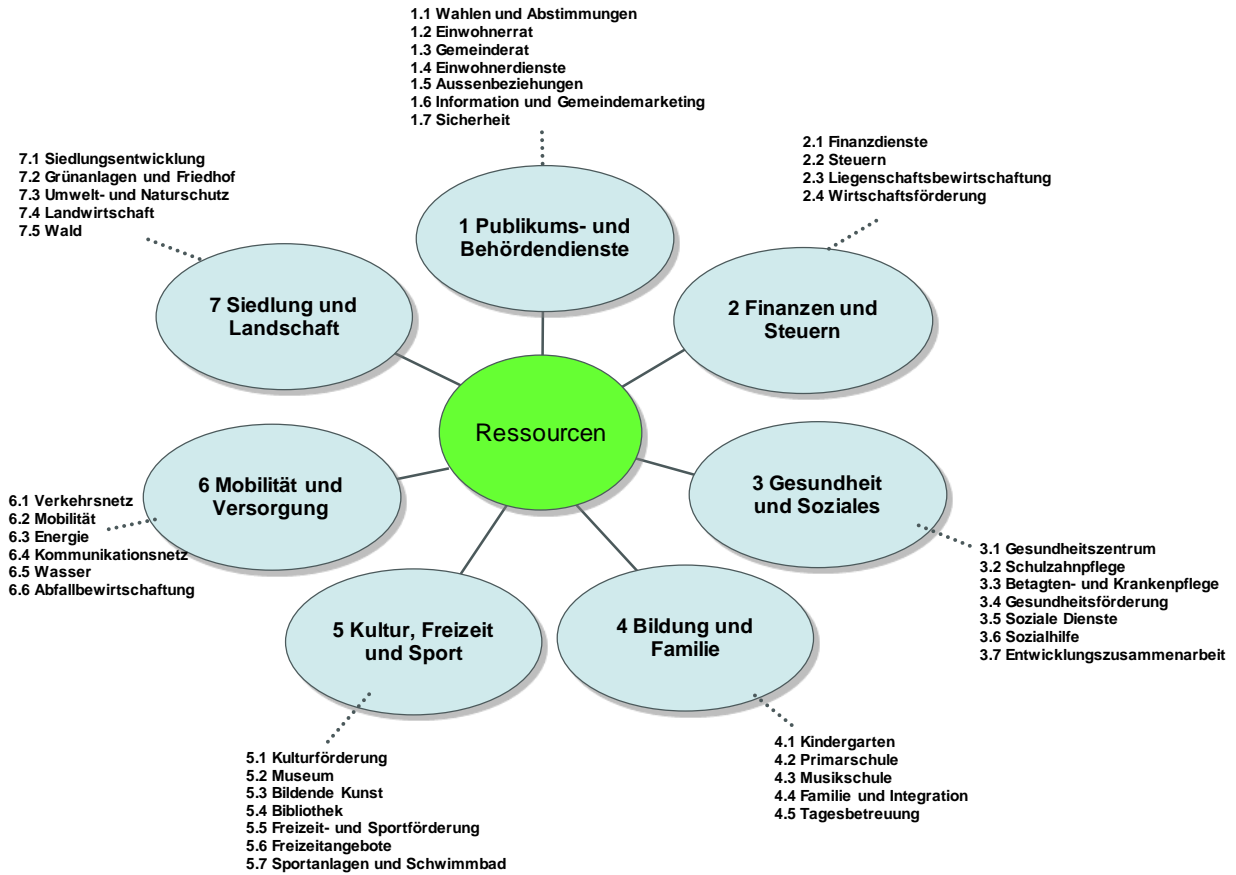 1.1 Wahlen und Abstimmungen
1.2 Einwohnerrat
1.3 Gemeinderat
1.4 Einwohnerdienste
1.5 Aussenbeziehungen
1.6 Information und Gemeindemarketing
1.7 Sicherheit
1 Publikums- und
Behördendienste
2.1 Finanzdienste
2.2 Steuern
2.3 Liegenschaftsbewirtschaftung
2.4 Wirtschaftsförderung
2 Finanzen und
Steuern
3 Gesundheit
und Soziales
3.1 Gesundheitszentrum
3.2 Schulzahnpflege
3.3 Betagten- und Krankenpflege
3.4 Gesundheitsförderung
3.5 Soziale Dienste
3.6 Sozialhilfe
3.7 Entwicklungszusammenarbeit
4 Bildung und
Familie
4.1 Kindergarten
4.2 Primarschule
4.3 Musikschule
4.4 Familie und Integration
4.5 Tagesbetreuung
5 Kultur, Freizeit
und Sport
5.1 Kulturförderung
5.2 Museum
5.3 Bildende Kunst
5.4 Bibliothek
5.5 Freizeit- und Sportförderung
5.6 Freizeitangebote
5.7 Sportanlagen und Schwimmbad
6 Mobilität und
Versorgung
6.1 Verkehrsnetz
6.2 Mobilität
6.3 Energie
6.4 Kommunikationsnetz
6.5 Wasser
6.6 Abfallbewirtschaftung
7.1 Siedlungsentwicklung
7.2 Grünanlagen und Friedhof
7.3 Umwelt- und Naturschutz
7.4 Landwirtschaft
7.5 Wald
7 Siedlung und
Landschaft
Ressourcen